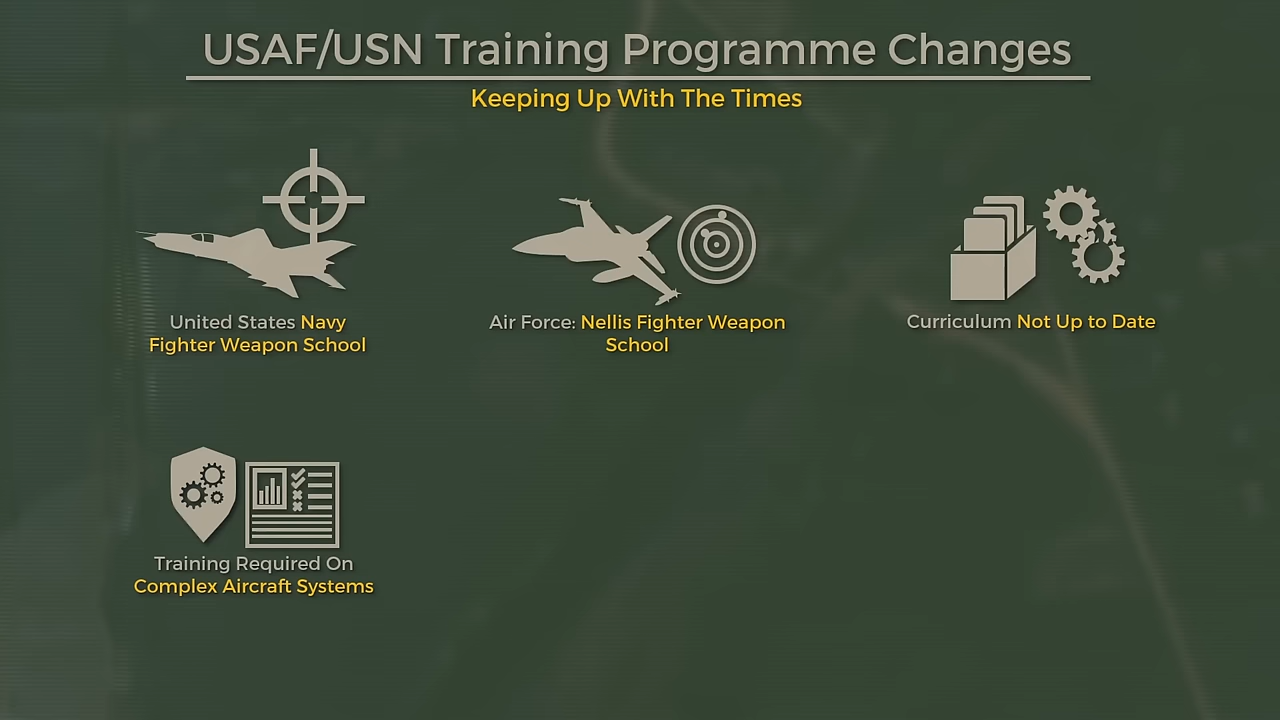 USAF/USN Training Programme Changes
Keeping Up With The Times
United States Navy
Fighter Weapon School
Air Force: Nellis Fighter Weapon
School
Curriculum Not Up to Date
Training Required On
Complex Aircraft Systems